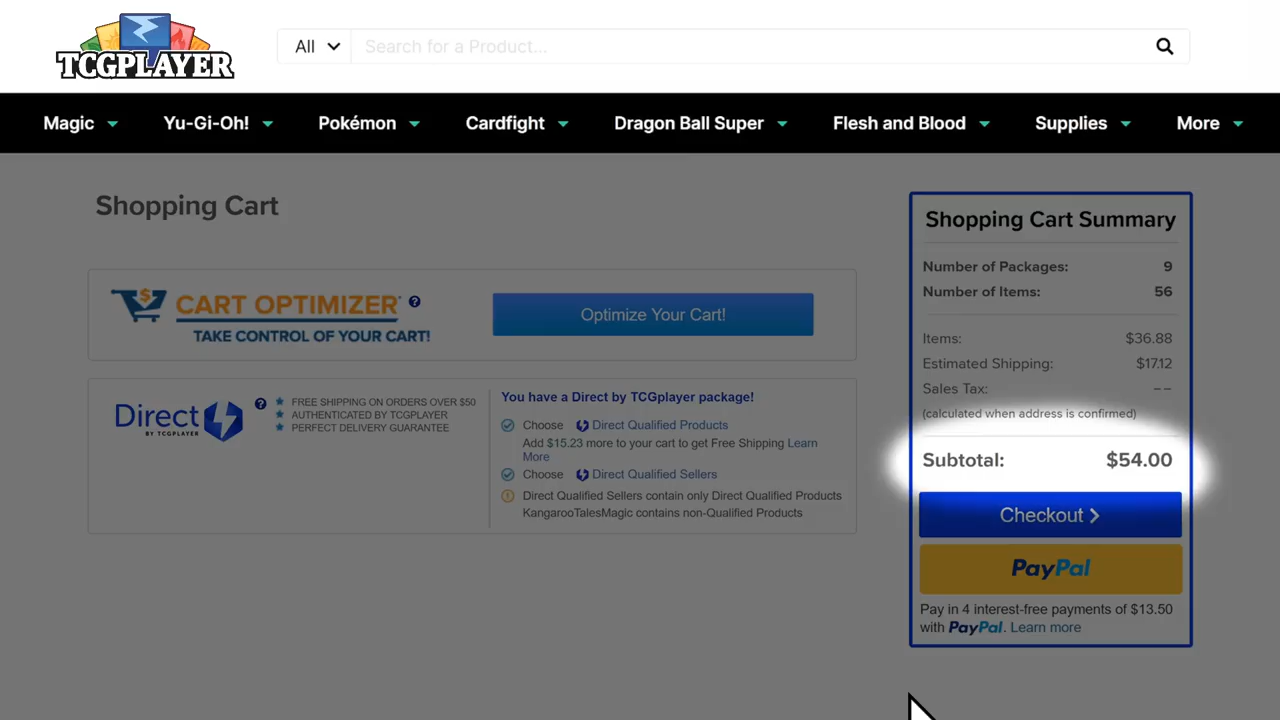 TCGPLAYER
All
Search for a Product...
Magic
Yu-Gi-Oh!
Pokémon
Cardfight
Dragon Ball Super
Flesh and Blood
Supplies
More
Shopping Cart
CART OPTIMIZER
?
TAKE CONTROL OF YOUR CART!
Optimize Your Cart!
Direct
BY TCGPLAYER
?
FREE SHIPPING ON ORDERS OVER $50
AUTHENTICATED BY TCGPLAYER
PERFECT DELIVERY GUARANTEE
You have a Direct by TCGplayer package!
Choose Direct Qualified Products
Add $15.23 more to your cart to get Free Shipping Learn
More
Choose Direct Qualified Sellers
Direct Qualified Sellers contain only Direct Qualified Products
KangarooTalesMagic contains non-Qualified Products
Shopping Cart Summary
Number of Packages: 9
Number of Items: 56
Items: $36.88
Estimated Shipping: $17.12
Sales Tax: --
(calculated when address is confirmed)
Subtotal: $54.00
Checkout
PayPal
Pay in 4 interest-free payments of $13.50
with PayPal. Learn more